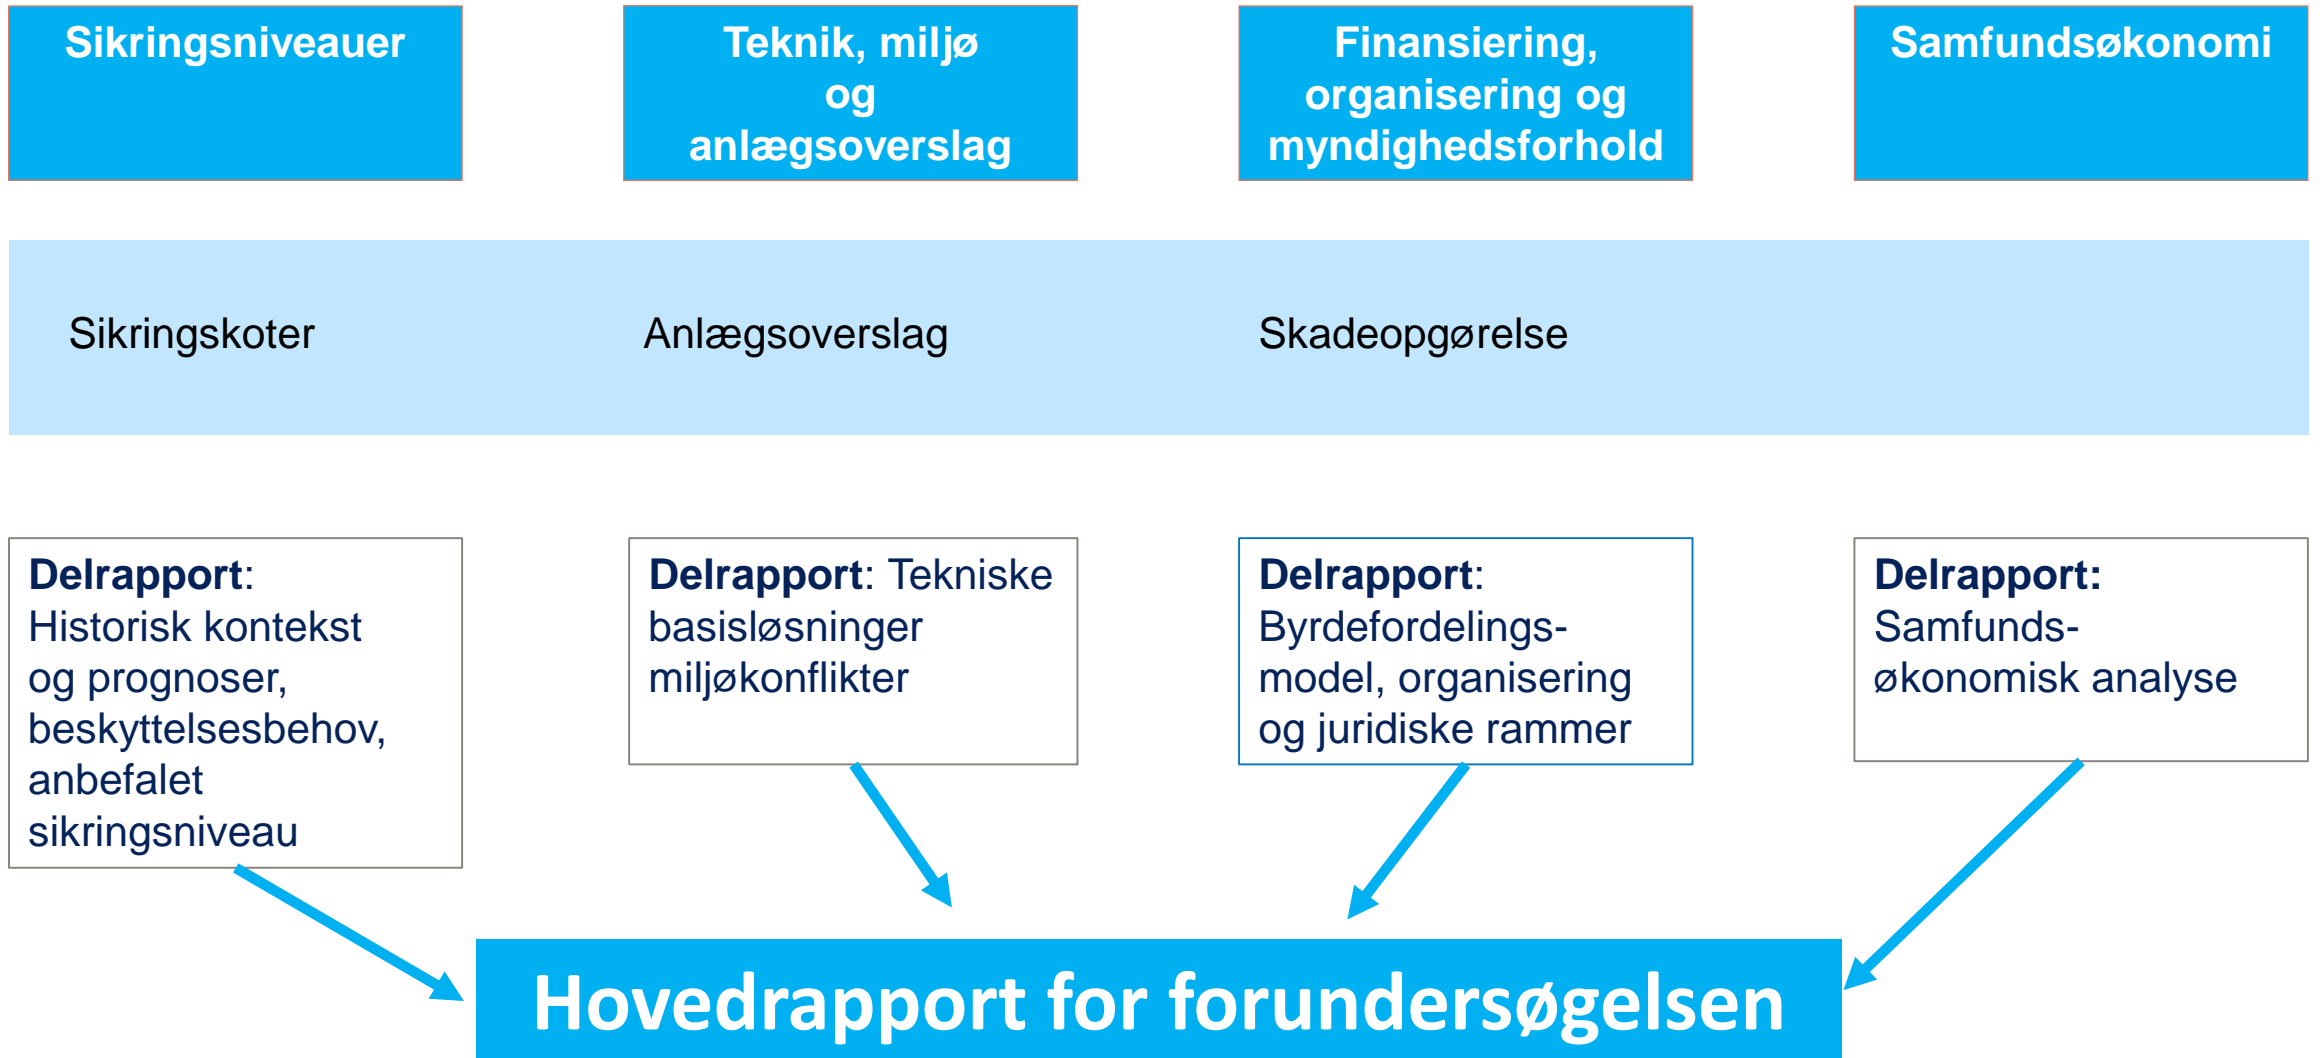 Sikringsniveauer
Teknik, miljø
og
anlægsoverslag
Finansiering,
organisering og
myndighedsforhold
Samfundsøkonomi
Sikringskoter
Anlægsoverslag
Skadeopgørelse
Delrapport:
Historisk kontekst
og prognoser,
beskyttelsesbehov,
anbefalet
sikringsniveau
Delrapport: Tekniske
basisløsninger
miljøkonflikter
Delrapport:
Byrdefordelings-
model, organisering
og juridiske rammer
Delrapport:
Samfunds-
økonomisk analyse
Hovedrapport for forundersøgelsen